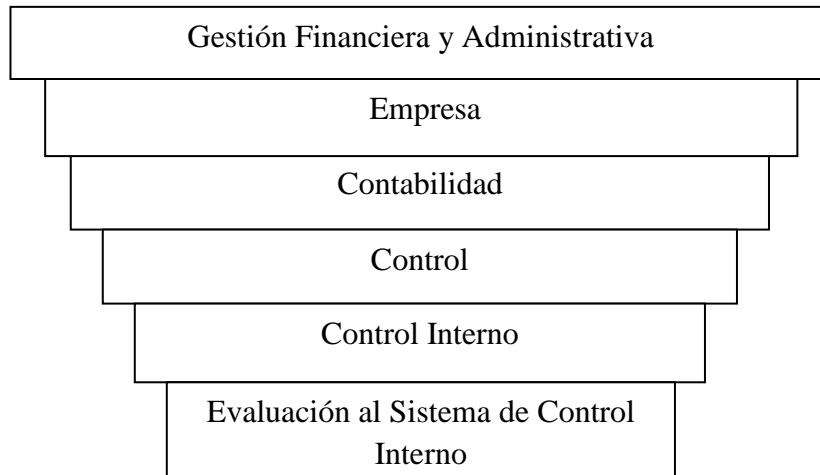 Gestión Financiera y Administrativa
Empresa
Contabilidad
Control
Control Interno
Evaluación al Sistema de Control
Interno